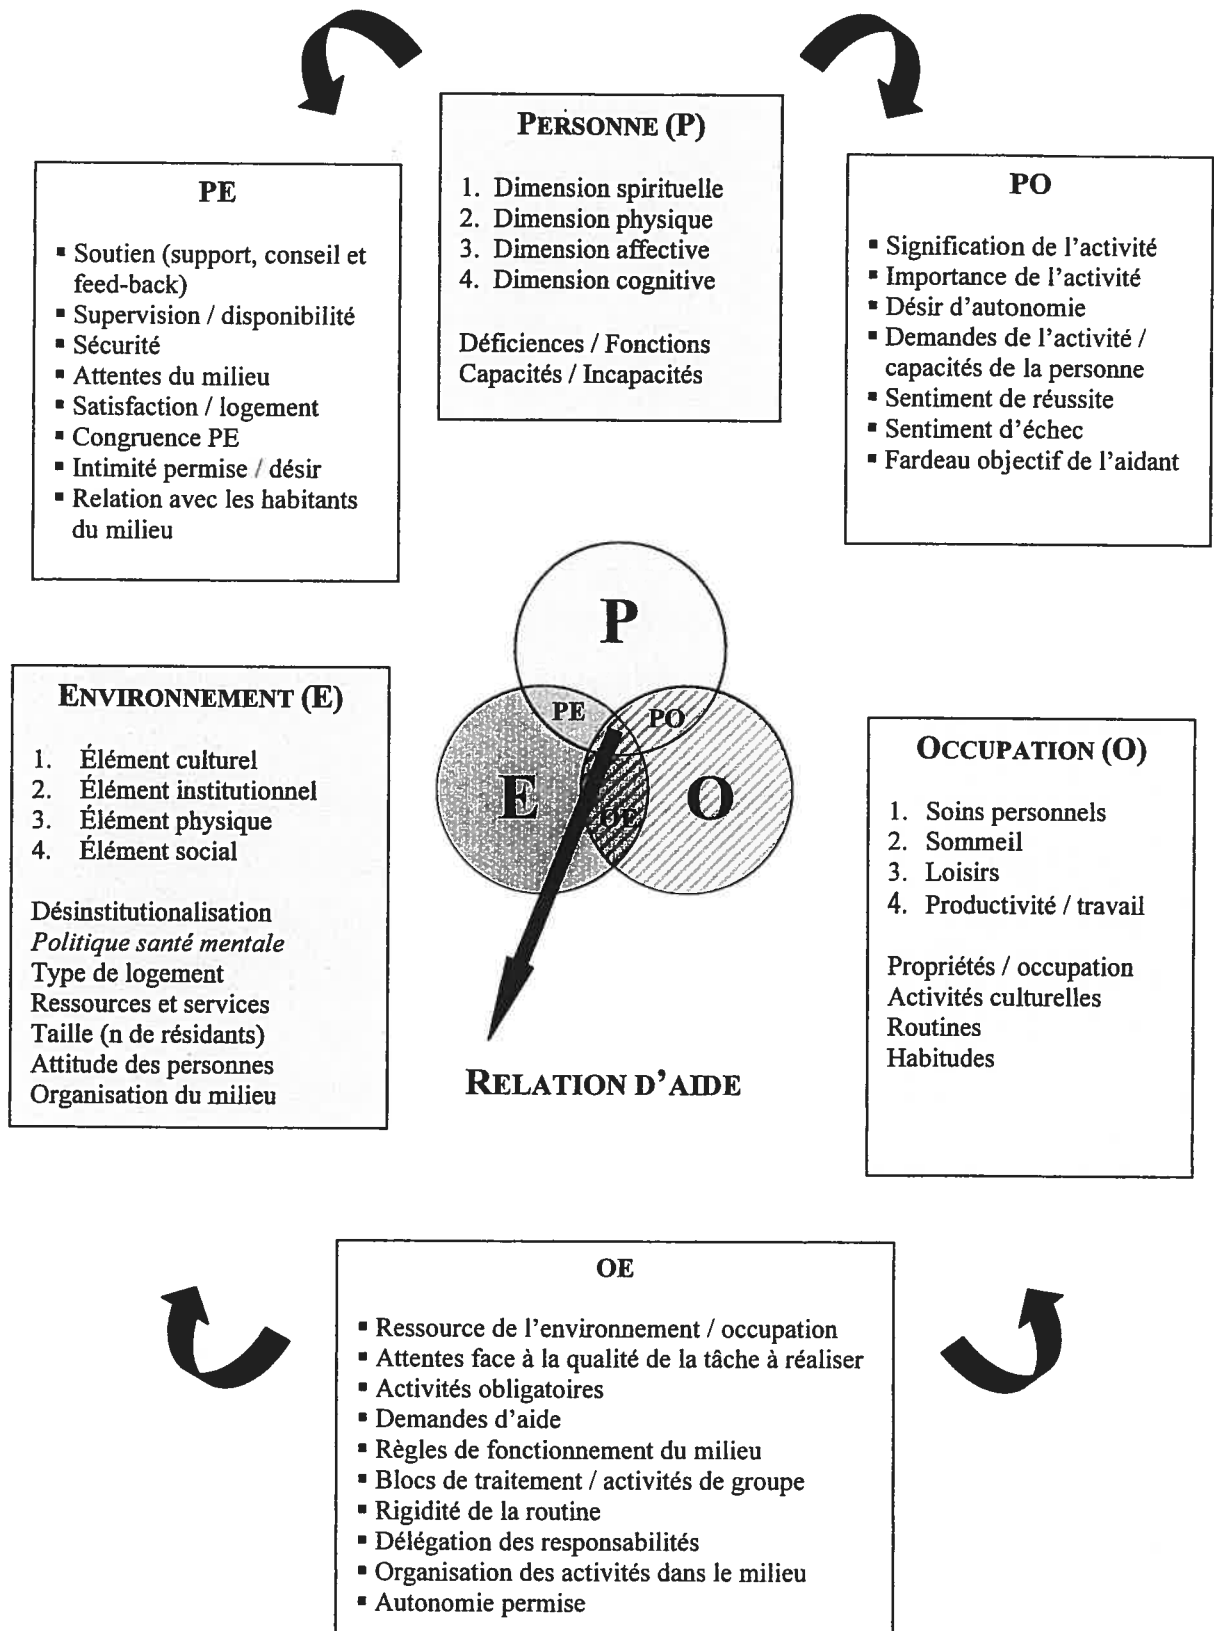 PERSONNE (P)
1. Dimension spirituelle
2. Dimension physique
3. Dimension affective
4. Dimension cognitive
Déficiences / Fonctions
Capacités / Incapacités
PE
▪ Soutien (support, conseil et
feed-back)
▪ Supervision / disponibilité
▪ Sécurité
▪ Attentes du milieu
▪ Satisfaction / logement
▪ Congruence PE
▪ Intimité permise / désir
▪ Relation avec les habitants
du milieu
PO
▪ Signification de l’activité
▪ Importance de l’activité
▪ Désir d’autonomie
▪ Demandes de l’activité /
capacités de la personne
▪ Sentiment de réussite
▪ Sentiment d’échec
▪ Fardeau objectif de l’aidant
P
PE
PO
E
OE
O
RELATION D’AIDE
ENVIRONNEMENT (E)
1. Élément culturel
2. Élément institutionnel
3. Élément physique
4. Élément social
Désinstitutionalisation
Politique santé mentale
Type de logement
Ressources et services
Taille (n de résidants)
Attitude des personnes
Organisation du milieu
OCCUPATION (O)
1. Soins personnels
2. Sommeil
3. Loisirs
4. Productivité / travail
Propriétés / occupation
Activités culturelles
Routines
Habitudes
OE
▪ Ressource de l’environnement / occupation
▪ Attentes face à la qualité de la tâche à réaliser
▪ Activités obligatoires
▪ Demandes d’aide
▪ Règles de fonctionnement du milieu
▪ Blocs de traitement / activités de groupe
▪ Rigidité de la routine
▪ Délégation des responsabilités
▪ Organisation des activités dans le milieu
▪ Autonomie permise